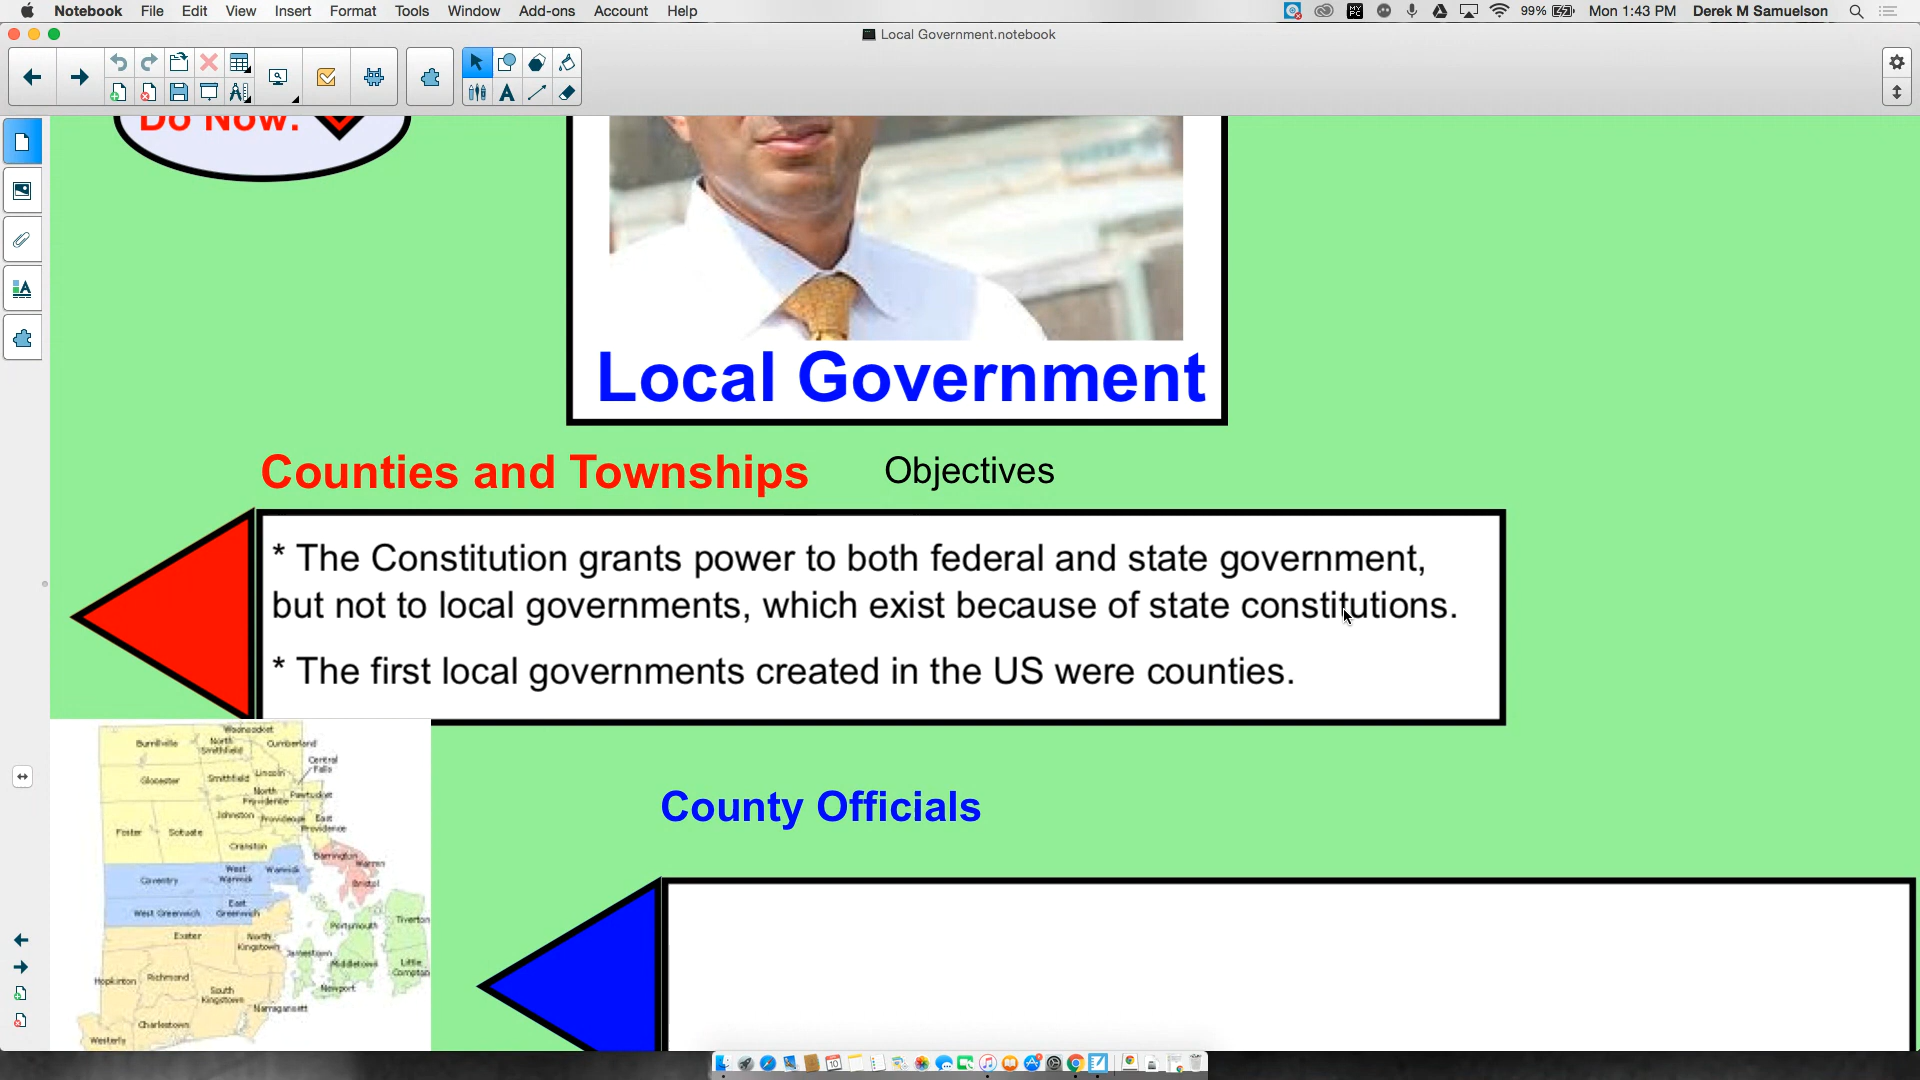 Notebook File Edit View Insert Format Tools Window Add-ons Account Help
99% Mon 1:43 PM Derek M Samuelson
Local Government.notebook
Do Now:
Local Government
Counties and Townships
Objectives
* The Constitution grants power to both federal and state government,
but not to local governments, which exist because of state constitutions.
* The first local governments created in the US were counties.
Woonsocket
Burrillville
North
Smithfield
Cumberland
Central
Falls
Glocester
Smithfield
Lincoln
North
Providence
Pawtucket
Johnston
Providence
East
Providence
Foster
Scituate
Cranston
Barrington
Warren
Bristol
Coventry
West
Warwick
Warwick
West Greenwich
East
Greenwich
Exeter
North
Kingstown
Portsmouth
Tiverton
Jamestown
Middletown
Little
Compton
Newport
Hopkinton
Richmond
South
Kingstown
Narragansett
Charlestown
Westerly
County Officials